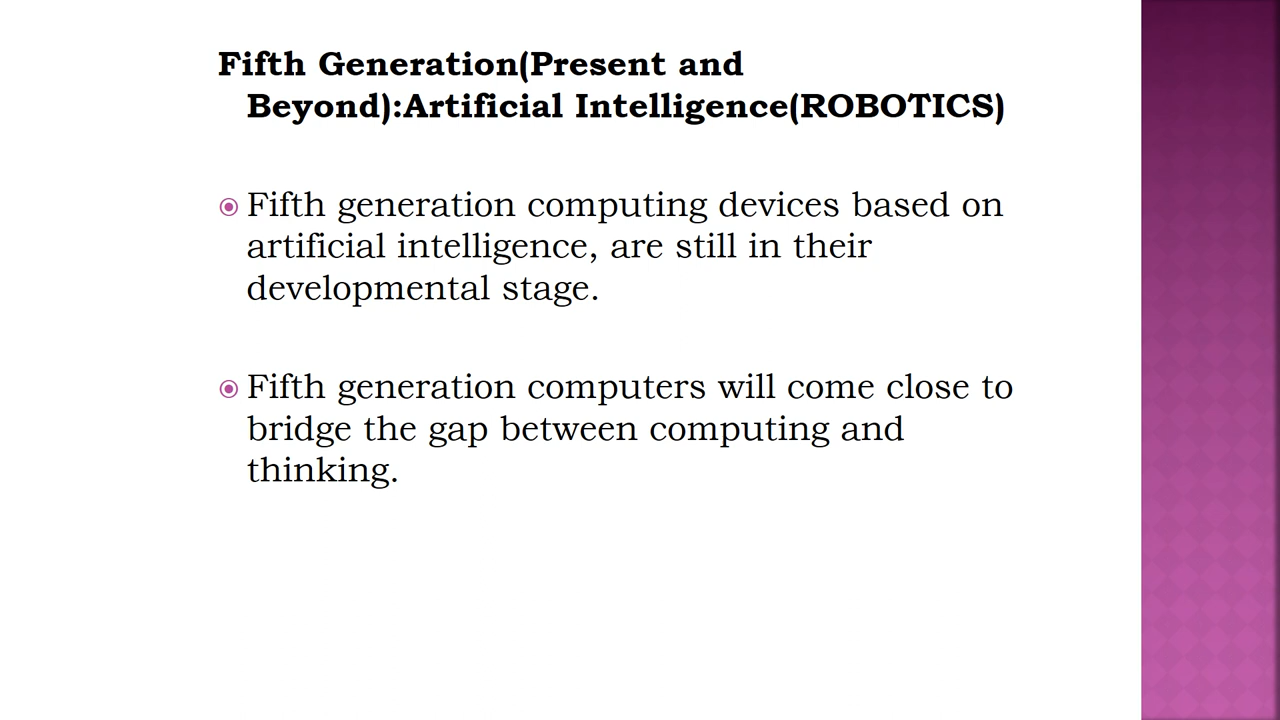 Fifth Generation(Present and
Beyond):Artificial Intelligence(ROBOTICS)
Fifth generation computing devices based on
artificial intelligence, are still in their
developmental stage.
Fifth generation computers will come close to
bridge the gap between computing and
thinking.